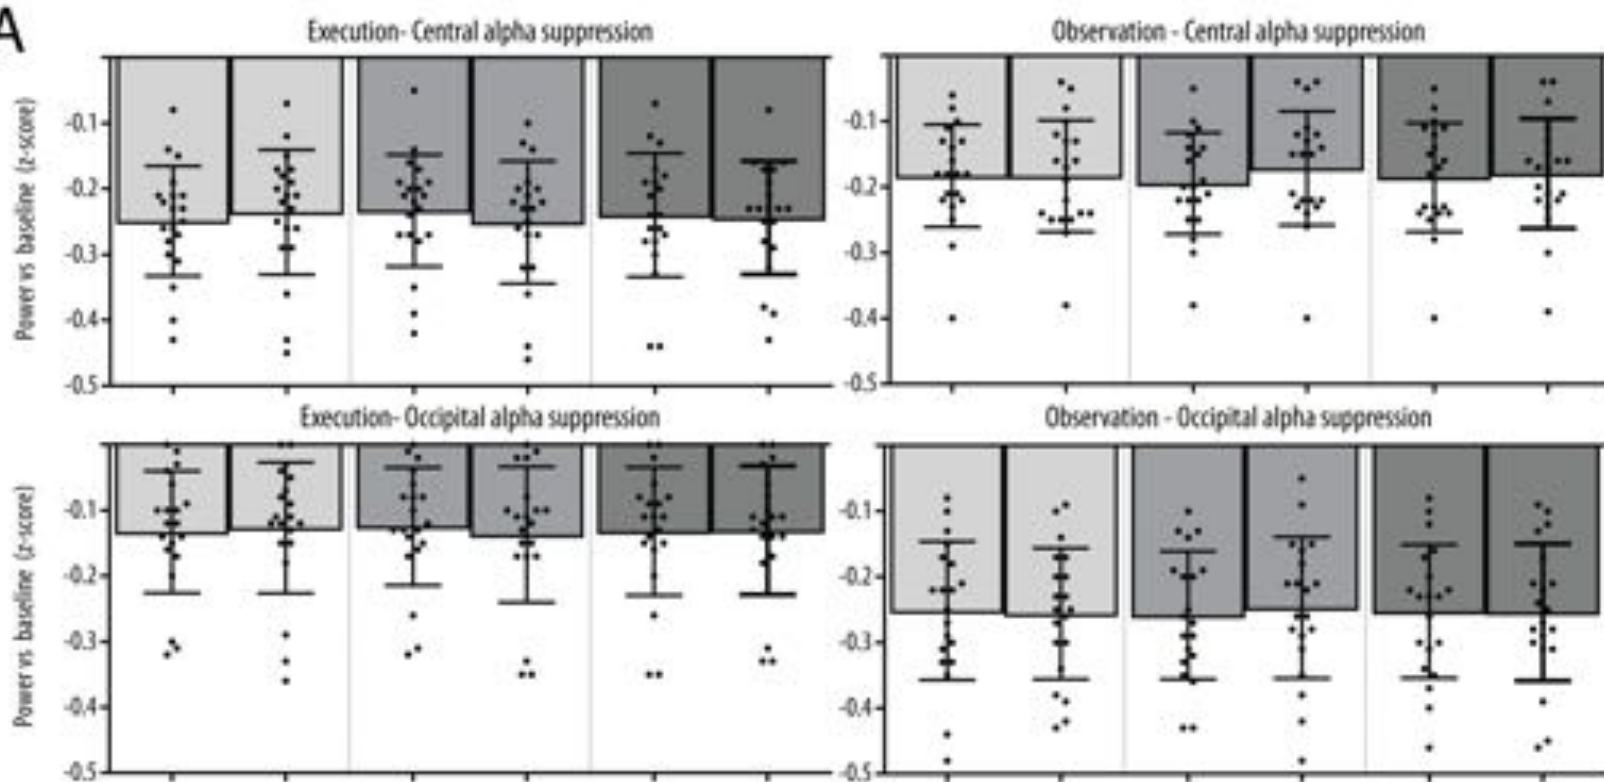 A
Execution- Central alpha suppression
Observation - Central alpha suppression
Power vs baseline (z-score)
-0.1
-0.2
-0.3
-0.4
-0.5
-0.1
-0.2
-0.3
-0.4
-0.5
Execution- Occipital alpha suppression
Observation - Occipital alpha suppression
Power vs baseline (z-score)
-0.1
-0.2
-0.3
-0.4
-0.5
-0.1
-0.2
-0.3
-0.4
-0.5